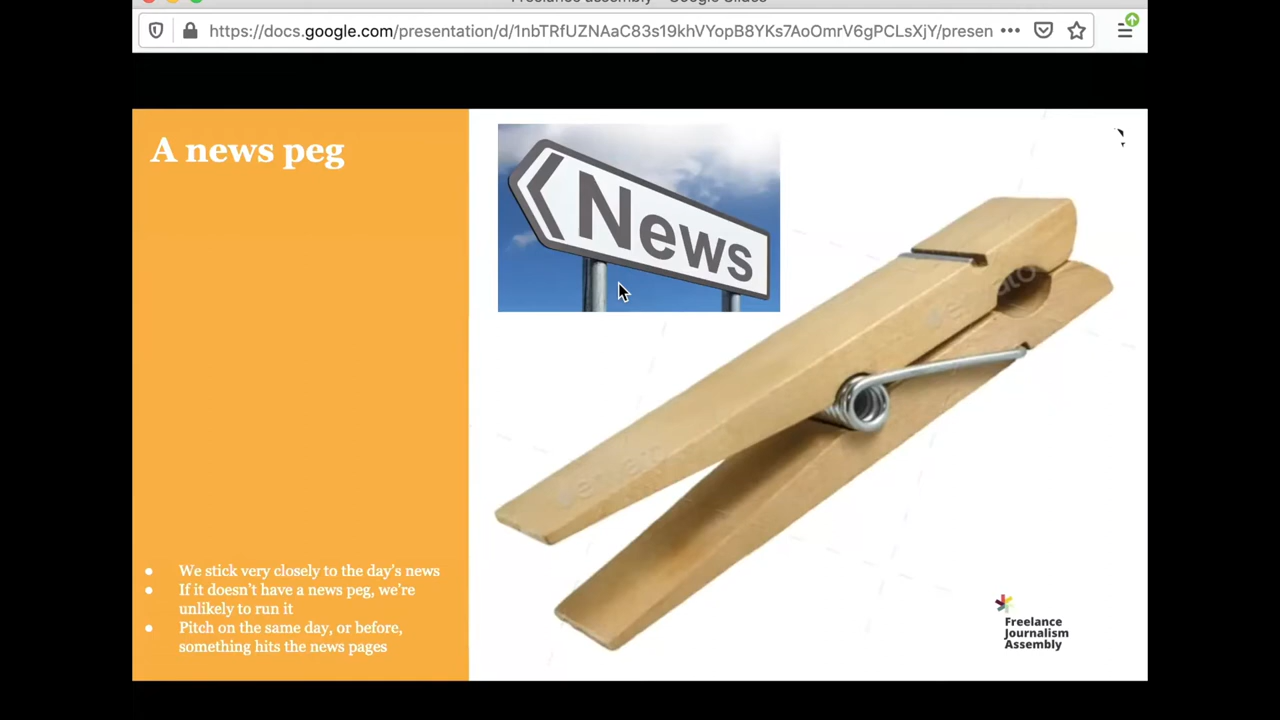 https://docs.google.com/presentation/d/1nbTRfUZNAaC83s19khVYopB8YKs7AoOmrV6gPCLsXjY/presen
A news peg
News
● We stick very closely to the day's news
● If it doesn't have a news peg, we're
unlikely to run it
● Pitch on the same day, or before,
something hits the news pages
envato
Freelance
Journalism
Assembly